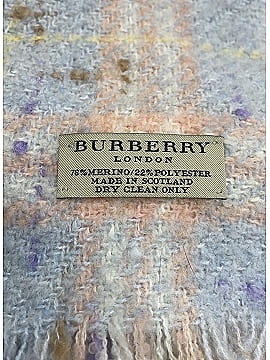 BURBERRY
LONDON
78% MERINO/22% POLYESTER
MADE IN SCOTLAND
DRY CLEAN ONLY